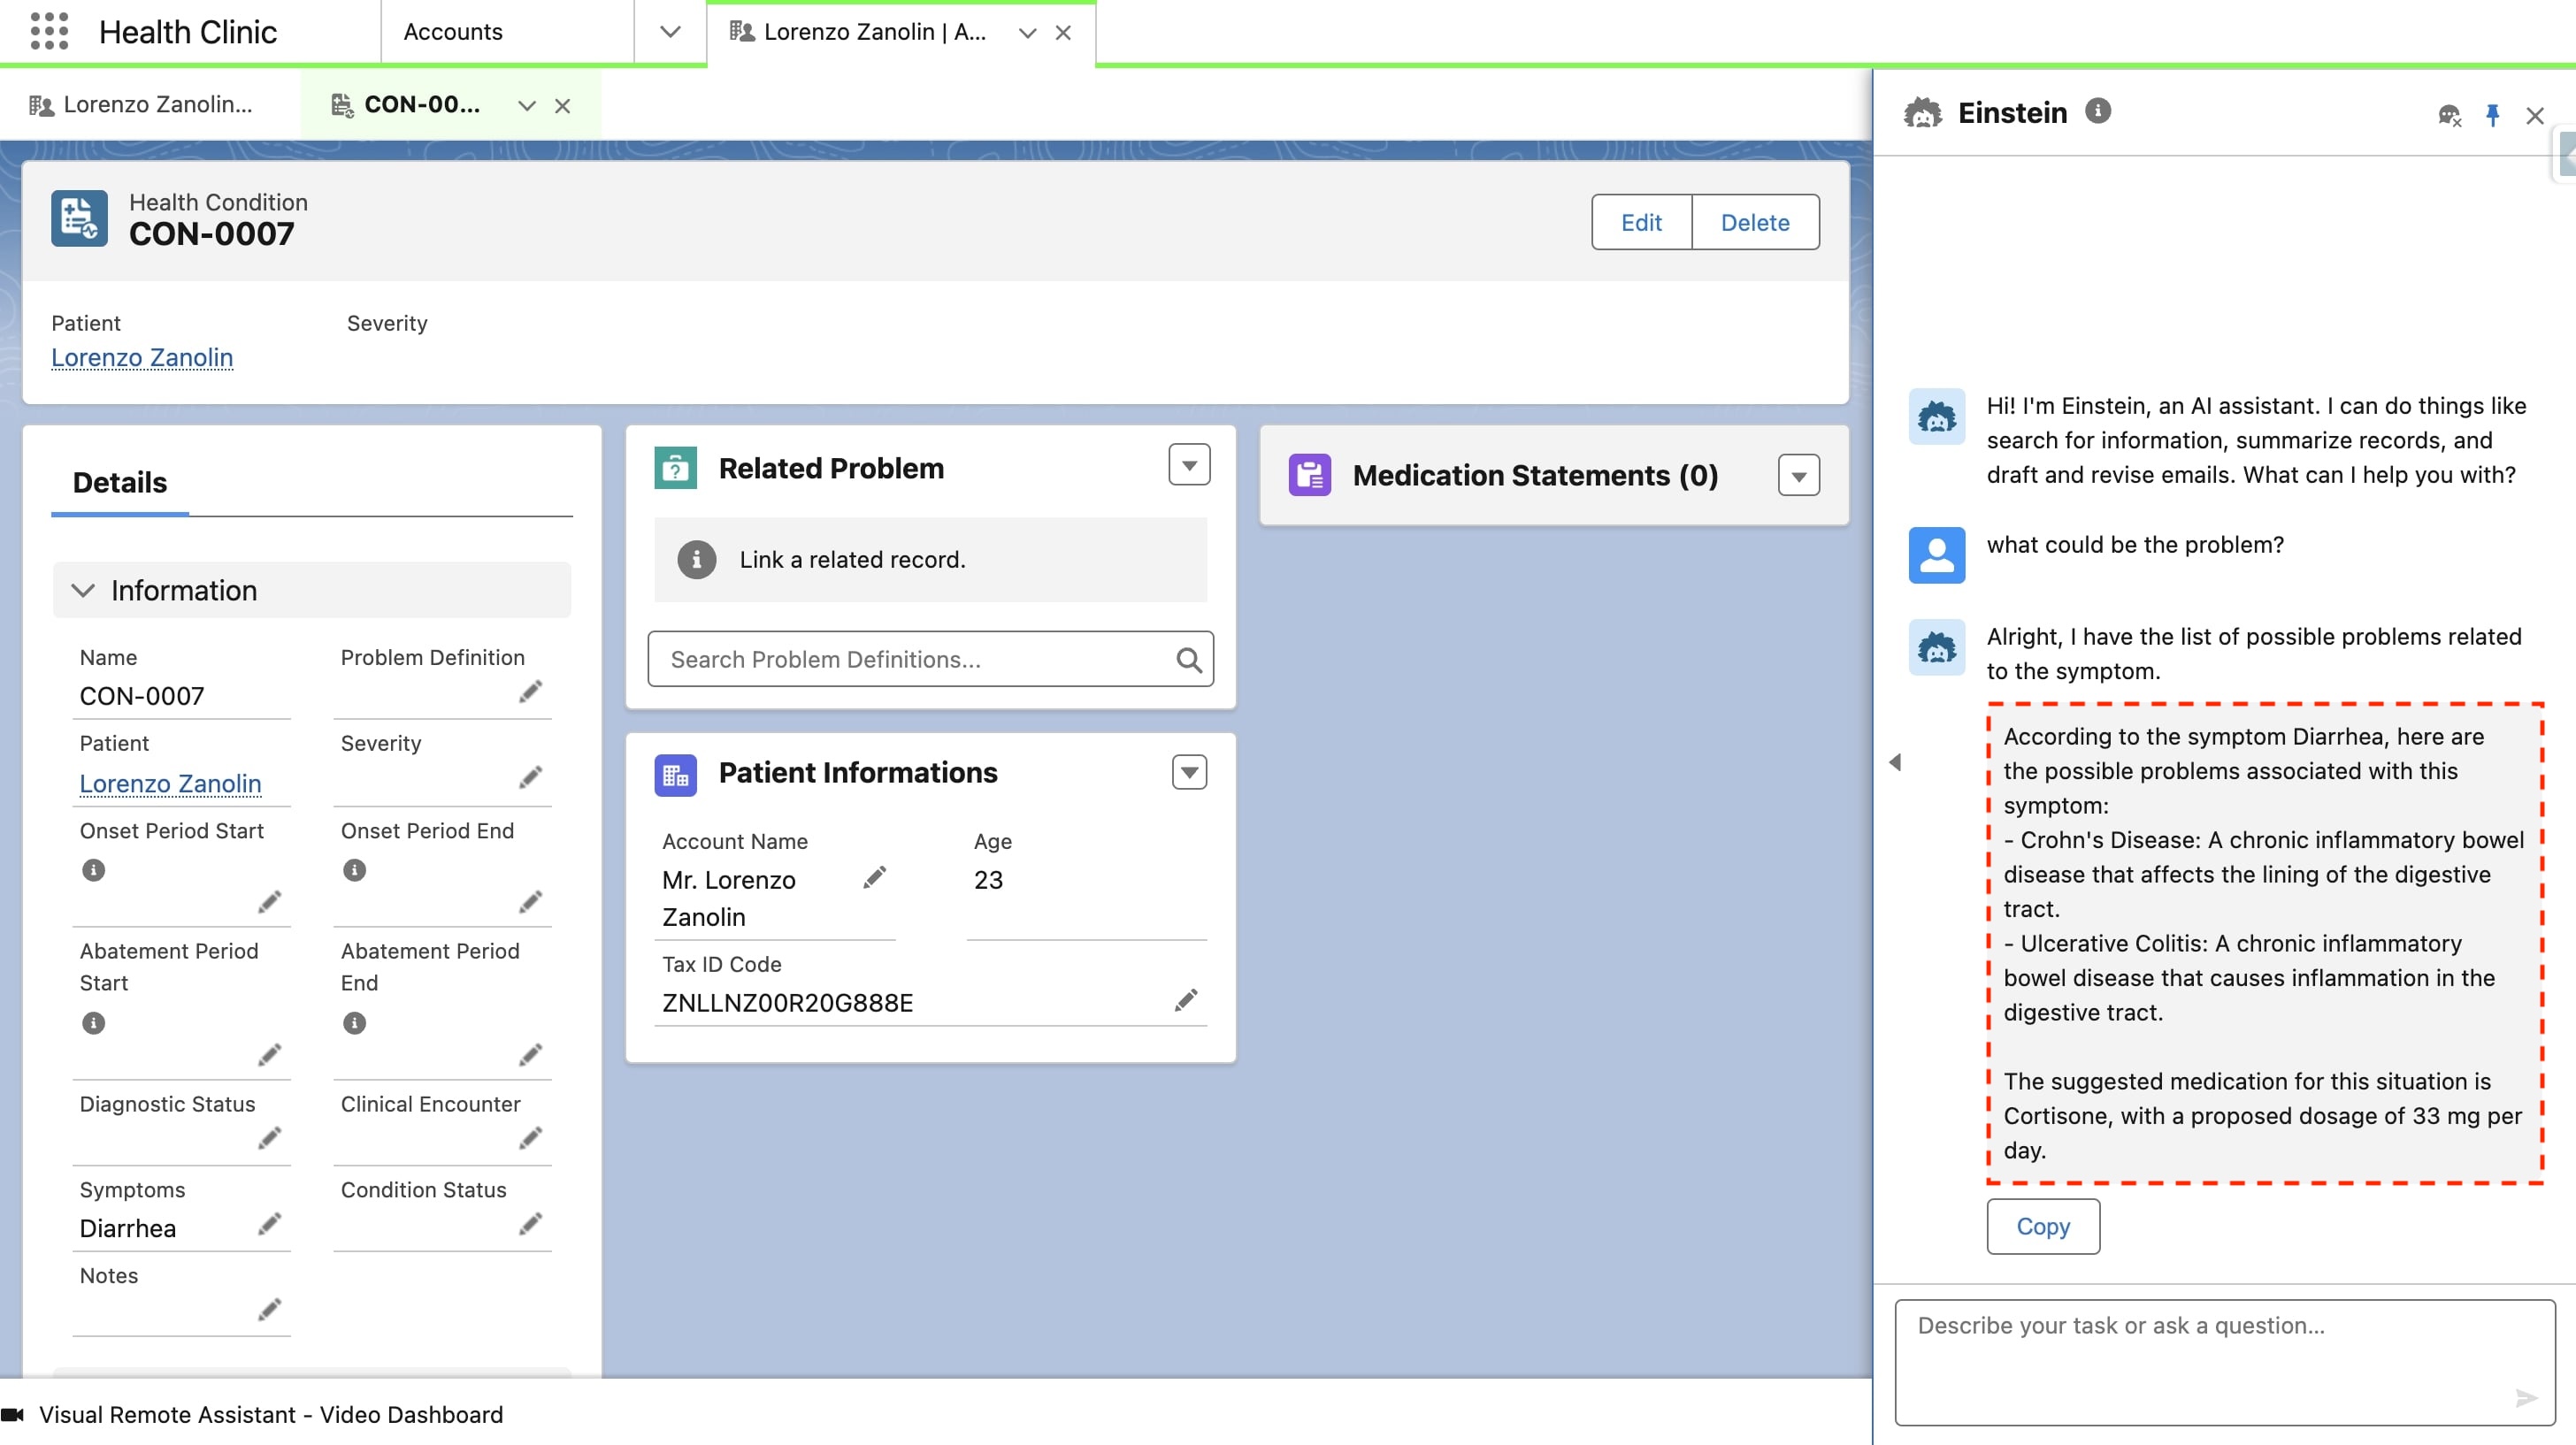 Health Clinic
Accounts
Lorenzo Zanolin | A...
Lorenzo Zanolin...
CON-00...
Health Condition
CON-0007
Edit
Delete
Patient
Severity
Lorenzo Zanolin
Details
Information
Name
Problem Definition
CON-0007
Patient
Severity
Lorenzo Zanolin
Onset Period Start
Onset Period End
Abatement Period
Start
Abatement Period
End
Diagnostic Status
Clinical Encounter
Symptoms
Condition Status
Diarrhea
Notes
Related Problem
Link a related record.
Search Problem Definitions...
Patient Informations
Account Name
Age
Mr. Lorenzo
Zanolin
23
Tax ID Code
ZNLLNZ00R20G888E
Medication Statements (0)
Visual Remote Assistant - Video Dashboard
Einstein
Hi! I'm Einstein, an AI assistant. I can do things like
search for information, summarize records, and
draft and revise emails. What can I help you with?
what could be the problem?
Alright, I have the list of possible problems related
to the symptom.
According to the symptom Diarrhea, here are
the possible problems associated with this
symptom:
- Crohn's Disease: A chronic inflammatory bowel
disease that affects the lining of the digestive
tract.
- Ulcerative Colitis: A chronic inflammatory
bowel disease that causes inflammation in the
digestive tract.
The suggested medication for this situation is
Cortisone, with a proposed dosage of 33 mg per
day.
Copy
Describe your task or ask a question...